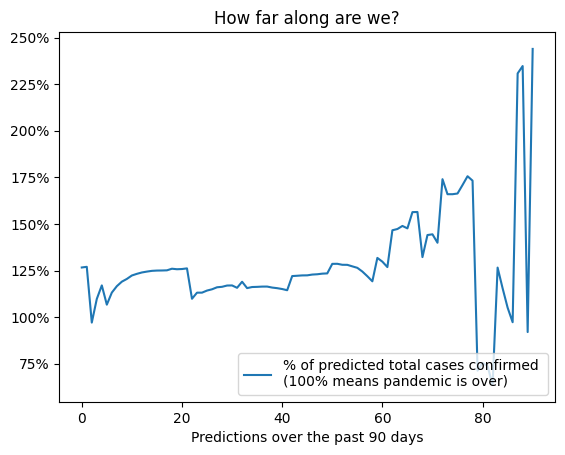 How far along are we?
250%
225%
200%
175%
150%
125%
100%
75%
% of predicted total cases confirmed
(100% means pandemic is over)
0 20 40 60 80
Predictions over the past 90 days